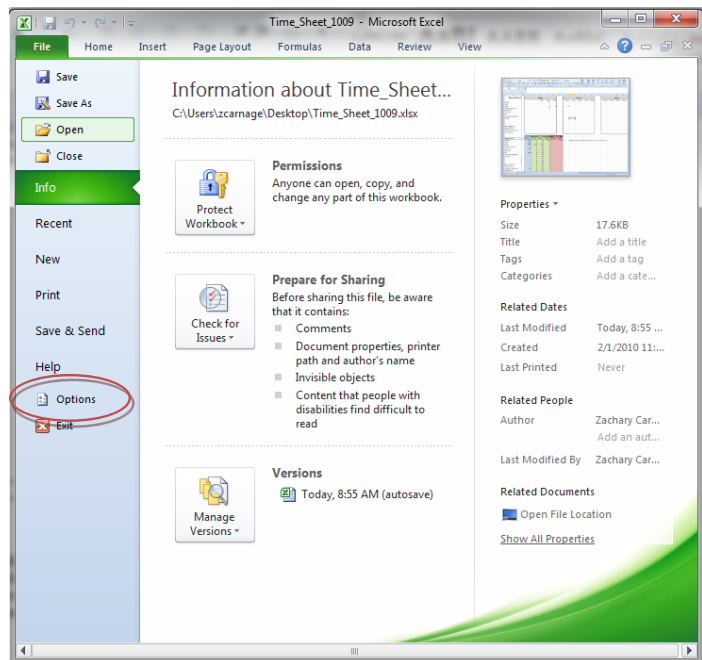 Time_Sheet_1009 - Microsoft Excel
File Home Insert Page Layout Formulas Data Review View
Save
Save As
Open
Close
Info
Recent
New
Print
Save & Send
Help
Options
Exit
Information about Time_Sheet...
C:\Users\zcarnage\Desktop\Time_Sheet_1009.xlsx
Protect
Workbook
Permissions
Anyone can open, copy, and
change any part of this workbook.
Check for
Issues
Prepare for Sharing
Before sharing this file, be aware
that it contains:
Comments
Document properties, printer
path and author's name
Invisible objects
Content that people with
disabilities find difficult to
read
Manage
Versions
Versions
Today, 8:55 AM (autosave)
Properties
Size 17.6KB
Title Add a title
Tags Add a tag
Categories Add a cate...
Related Dates
Last Modified Today, 8:55 ...
Created 2/1/2010 11:...
Last Printed Never
Related People
Author Zachary Car...
Add an aut...
Last Modified By Zachary Car...
Related Documents
Open File Location
Show All Properties